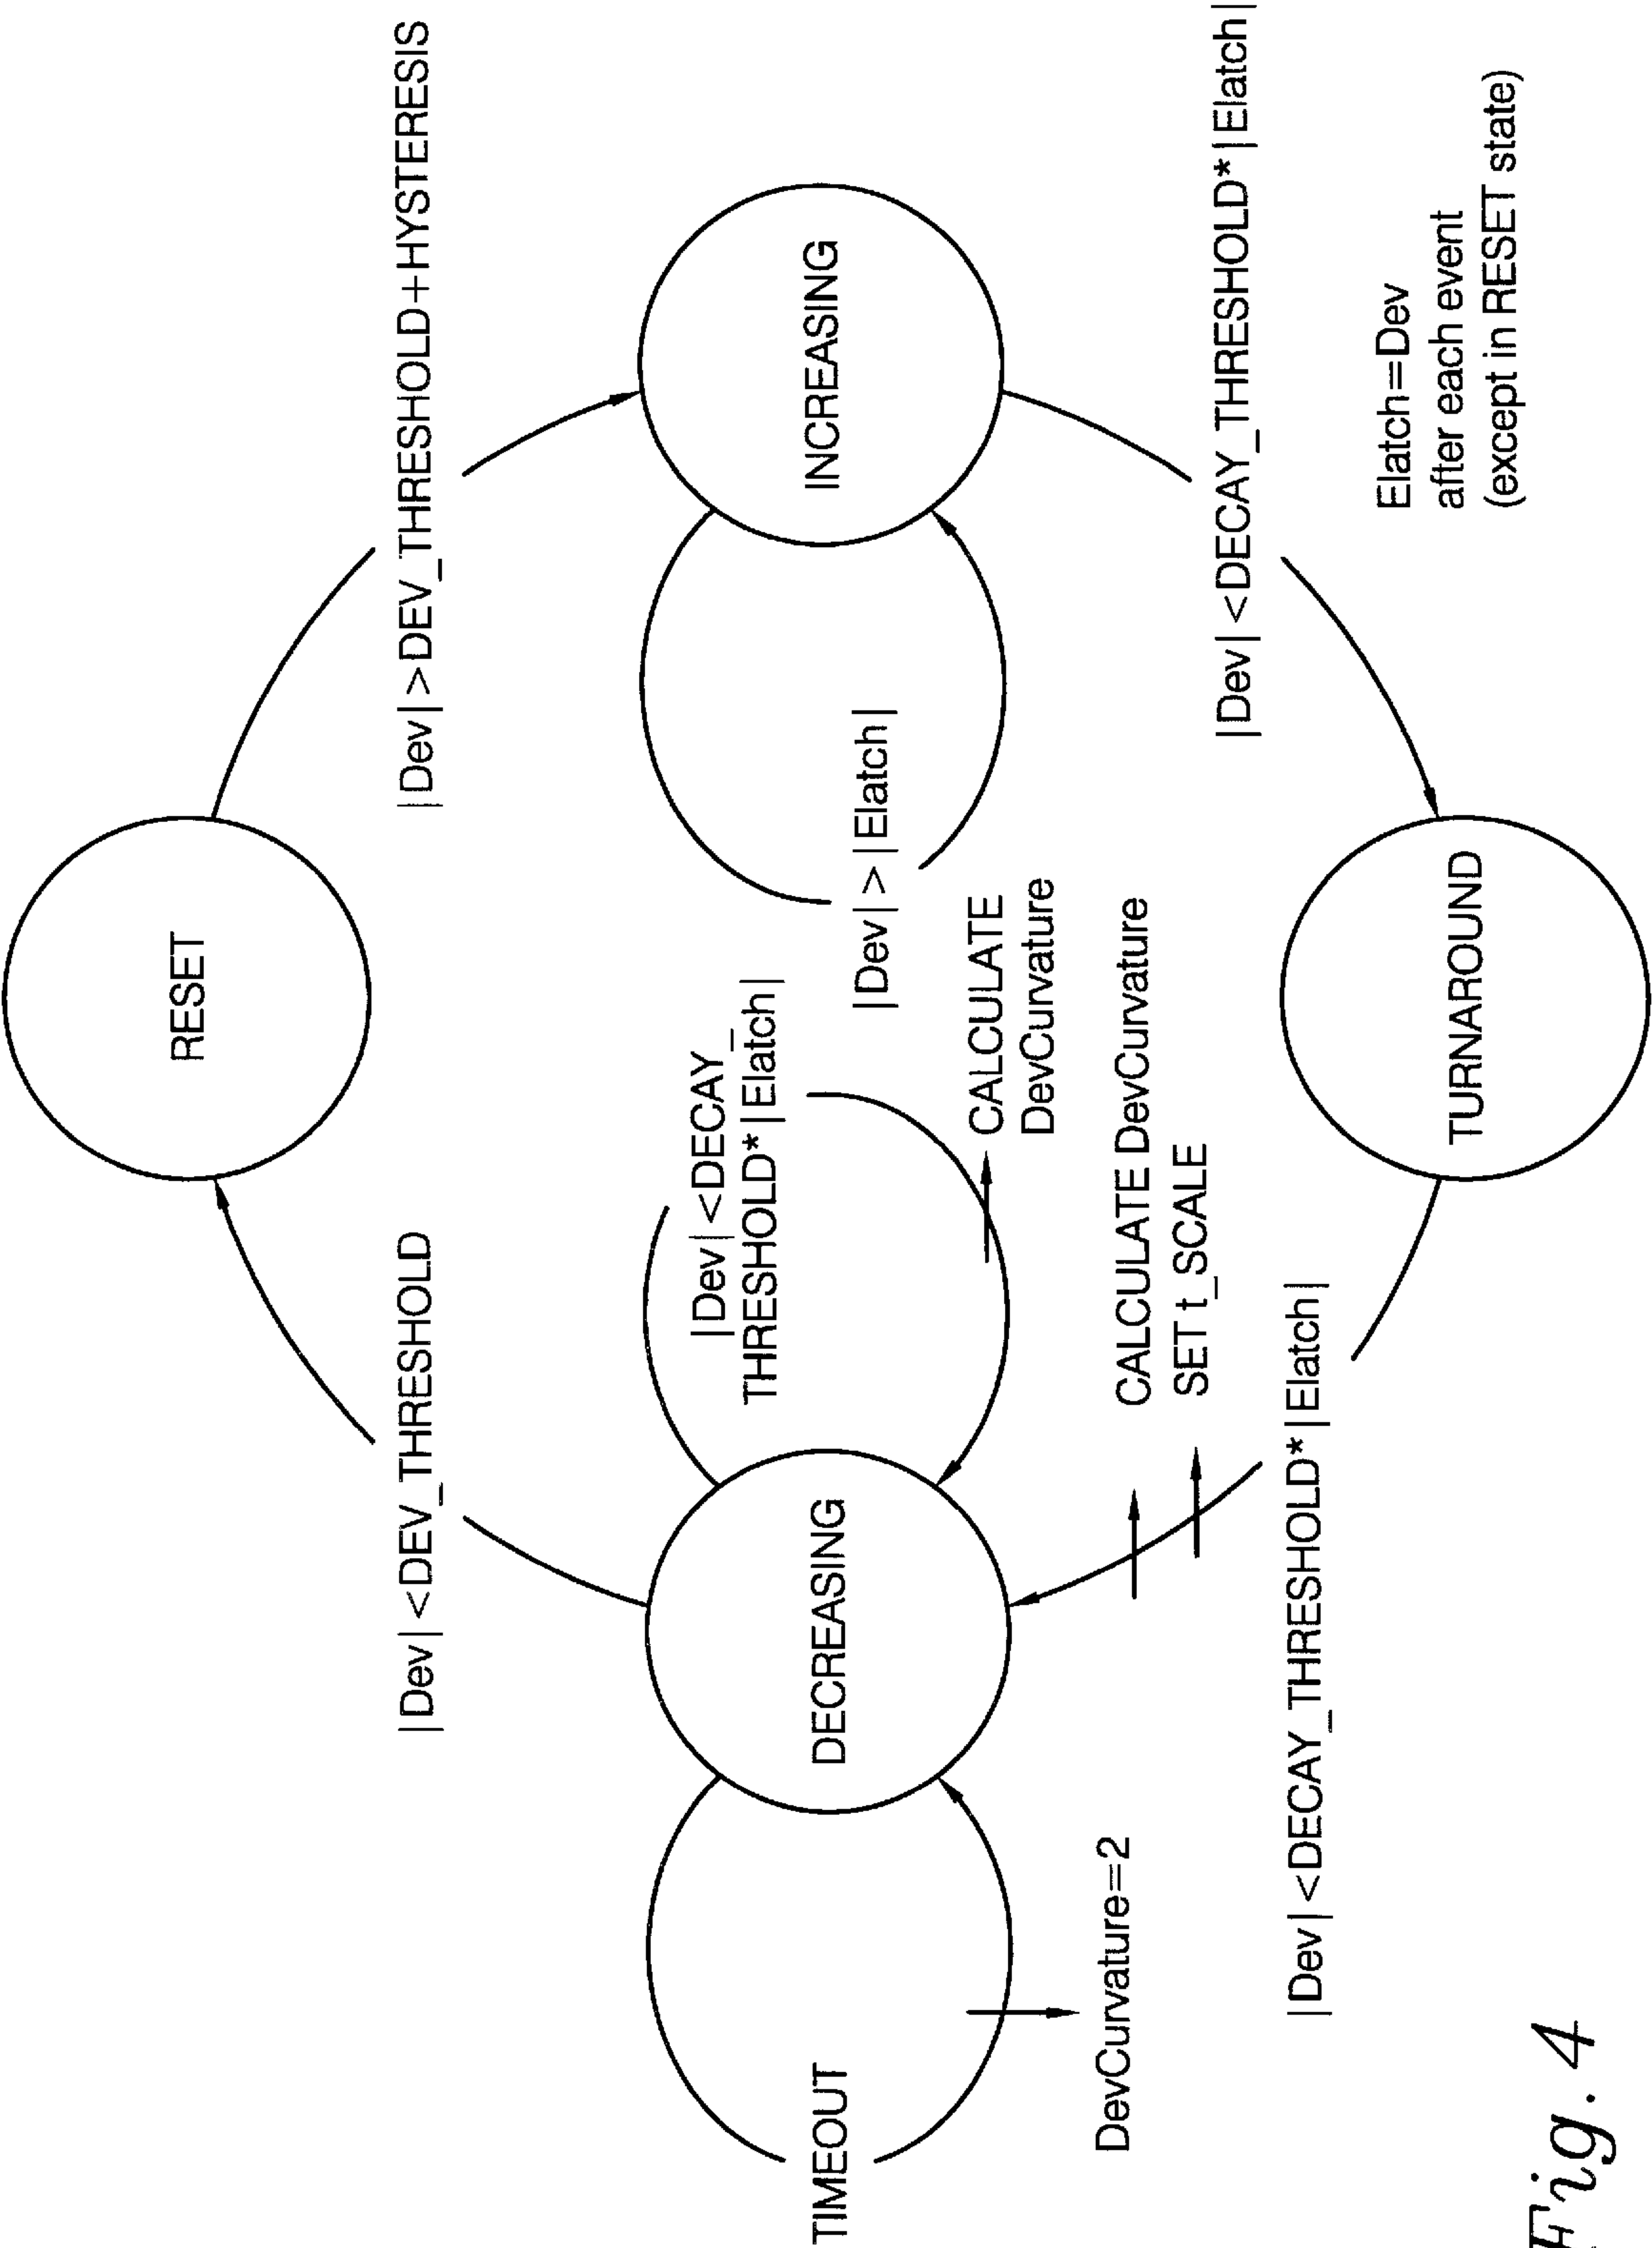 RESET
|Dev|<DEV_THRESHOLD
|Dev|>DEV_THRESHOLD+HYSTERESIS
|Dev|<DECAY_
THRESHOLD*|Elatch|
TIMEOUT
DECREASING
INCREASING
|Dev|>|Elatch|
CALCULATE
DevCurvature
DevCurvature=2
CALCULATE DevCurvature
SET t_SCALE
|Dev|<DECAY_THRESHOLD*|Elatch|
|Dev|<DECAY_THRESHOLD*|Elatch|
TURNAROUND
Elatch=Dev
after each event
(except in RESET state)
Fig. 4